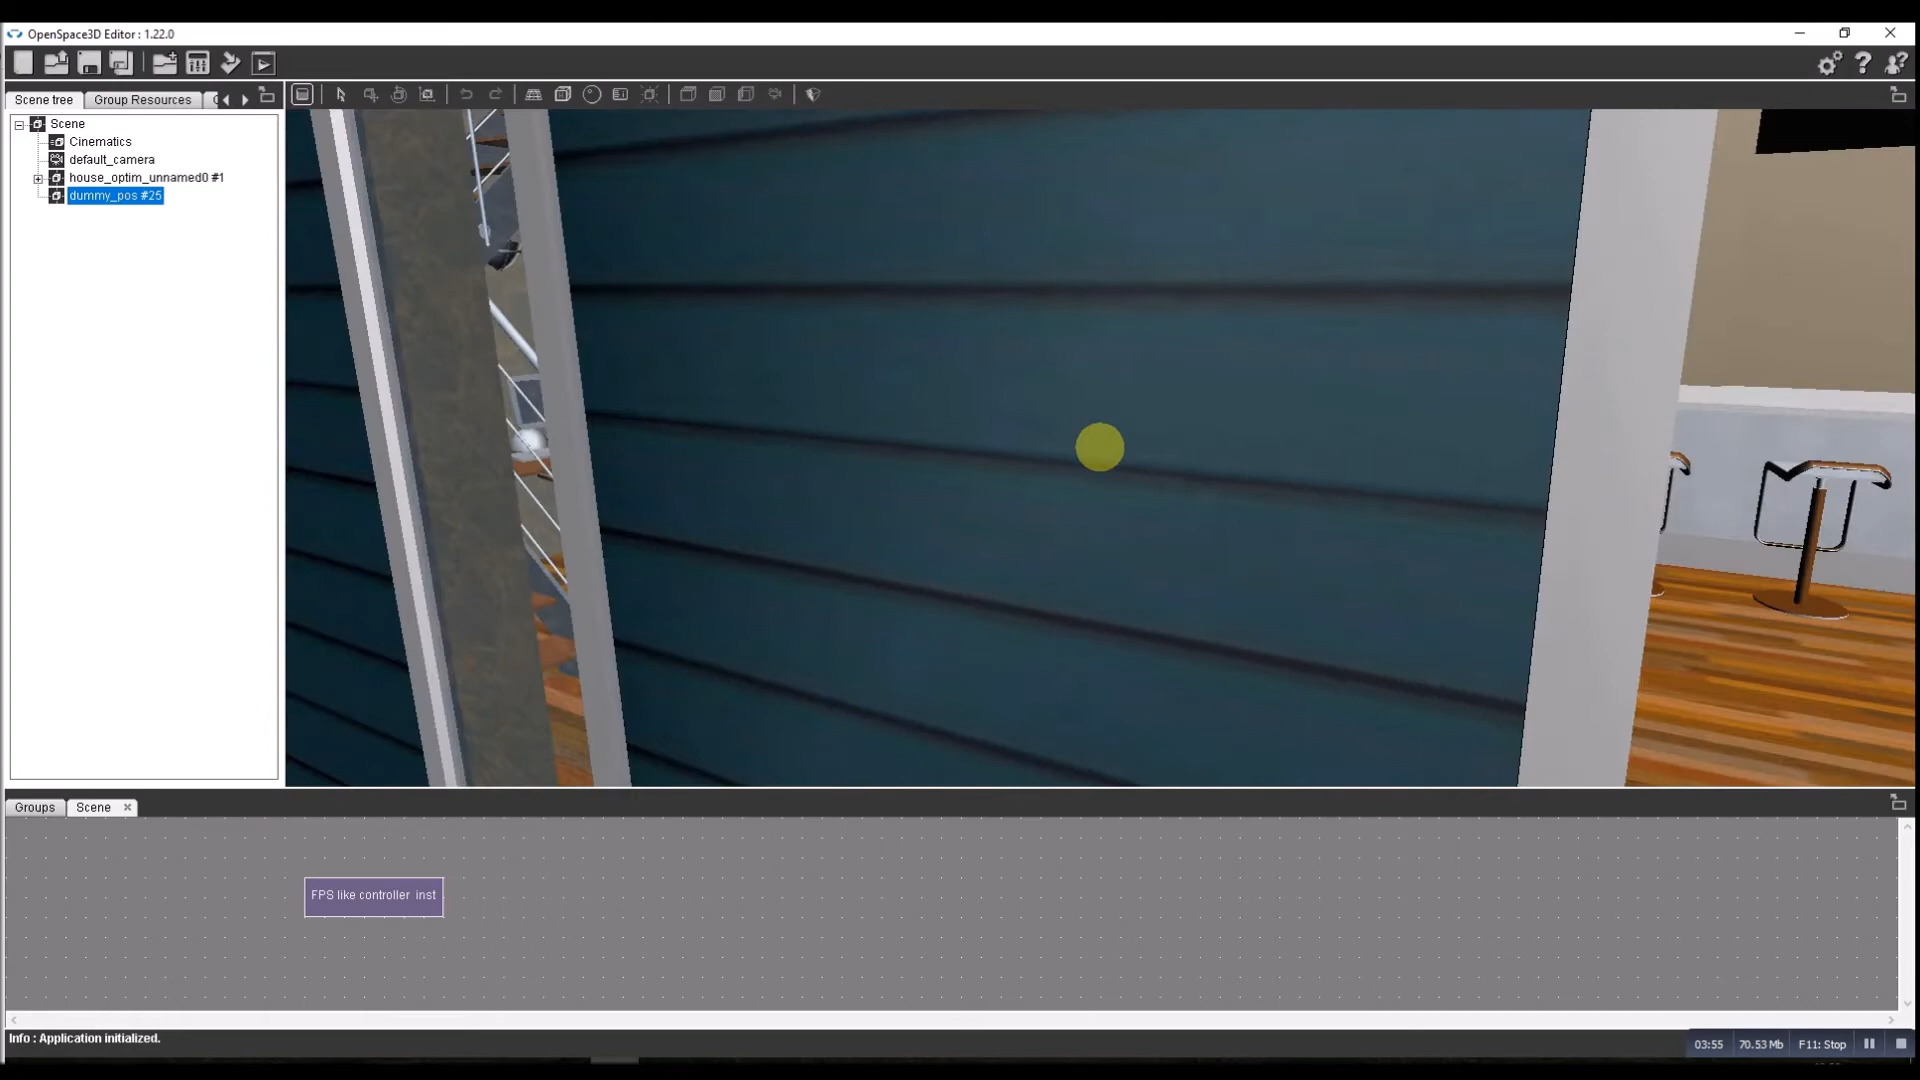 OpenSpace3D Editor : 1.22.0
Scene tree
Group Resources
Scene
Cinematics
default_camera
house_optim_unnamed0 #1
dummy_pos #25
Groups
Scene
FPS like controller inst
Info : Application initialized.
03:55
70.53 Mb
F11: Stop